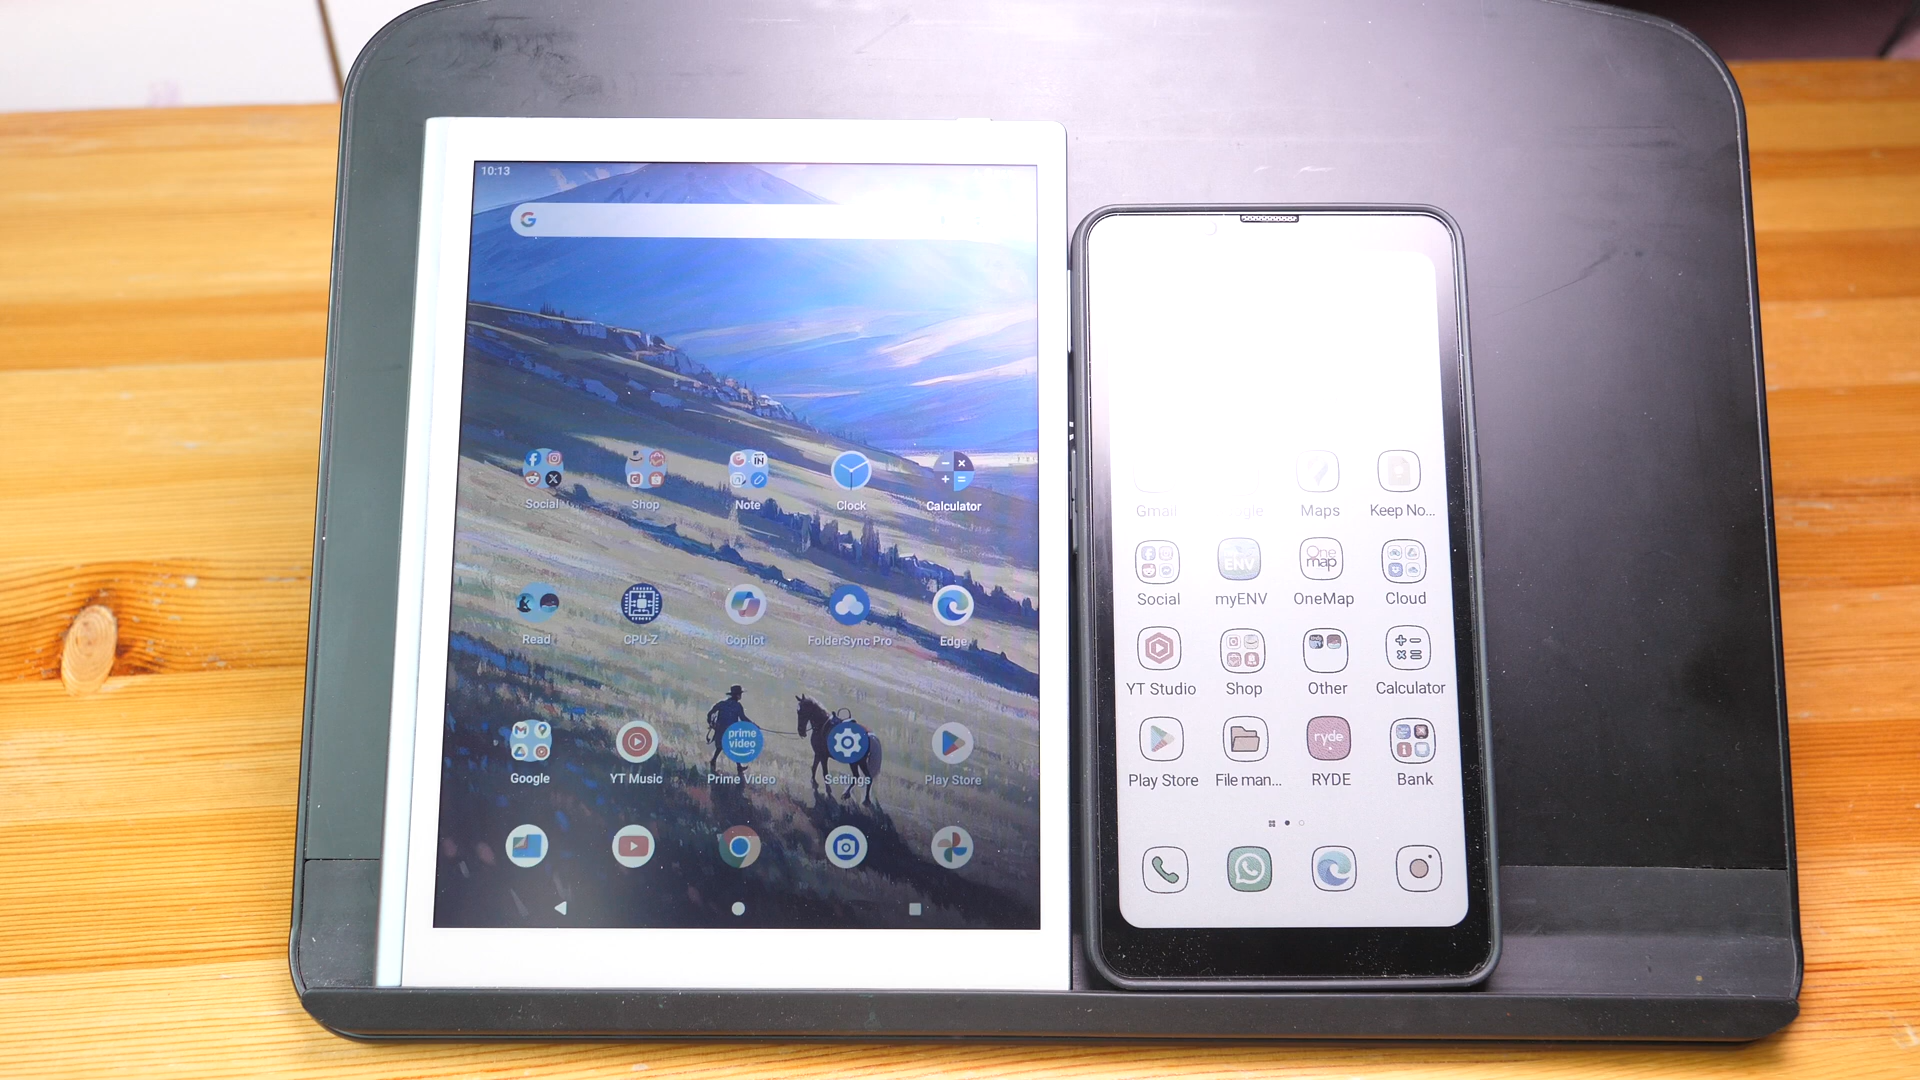 10:13
Social
Shop
Note
Clock
Calculator
Read
CPU-Z
Copilot
FolderSync Pro
Edge
prime
video
Google
YT Music
Prime Video
Settings
Play Store
Gmail
Maps
Keep No...
ENV
One
map
Social
myENV
OneMap
Cloud
YT Studio
Shop
Other
Calculator
ryde
Play Store
File man...
RYDE
Bank